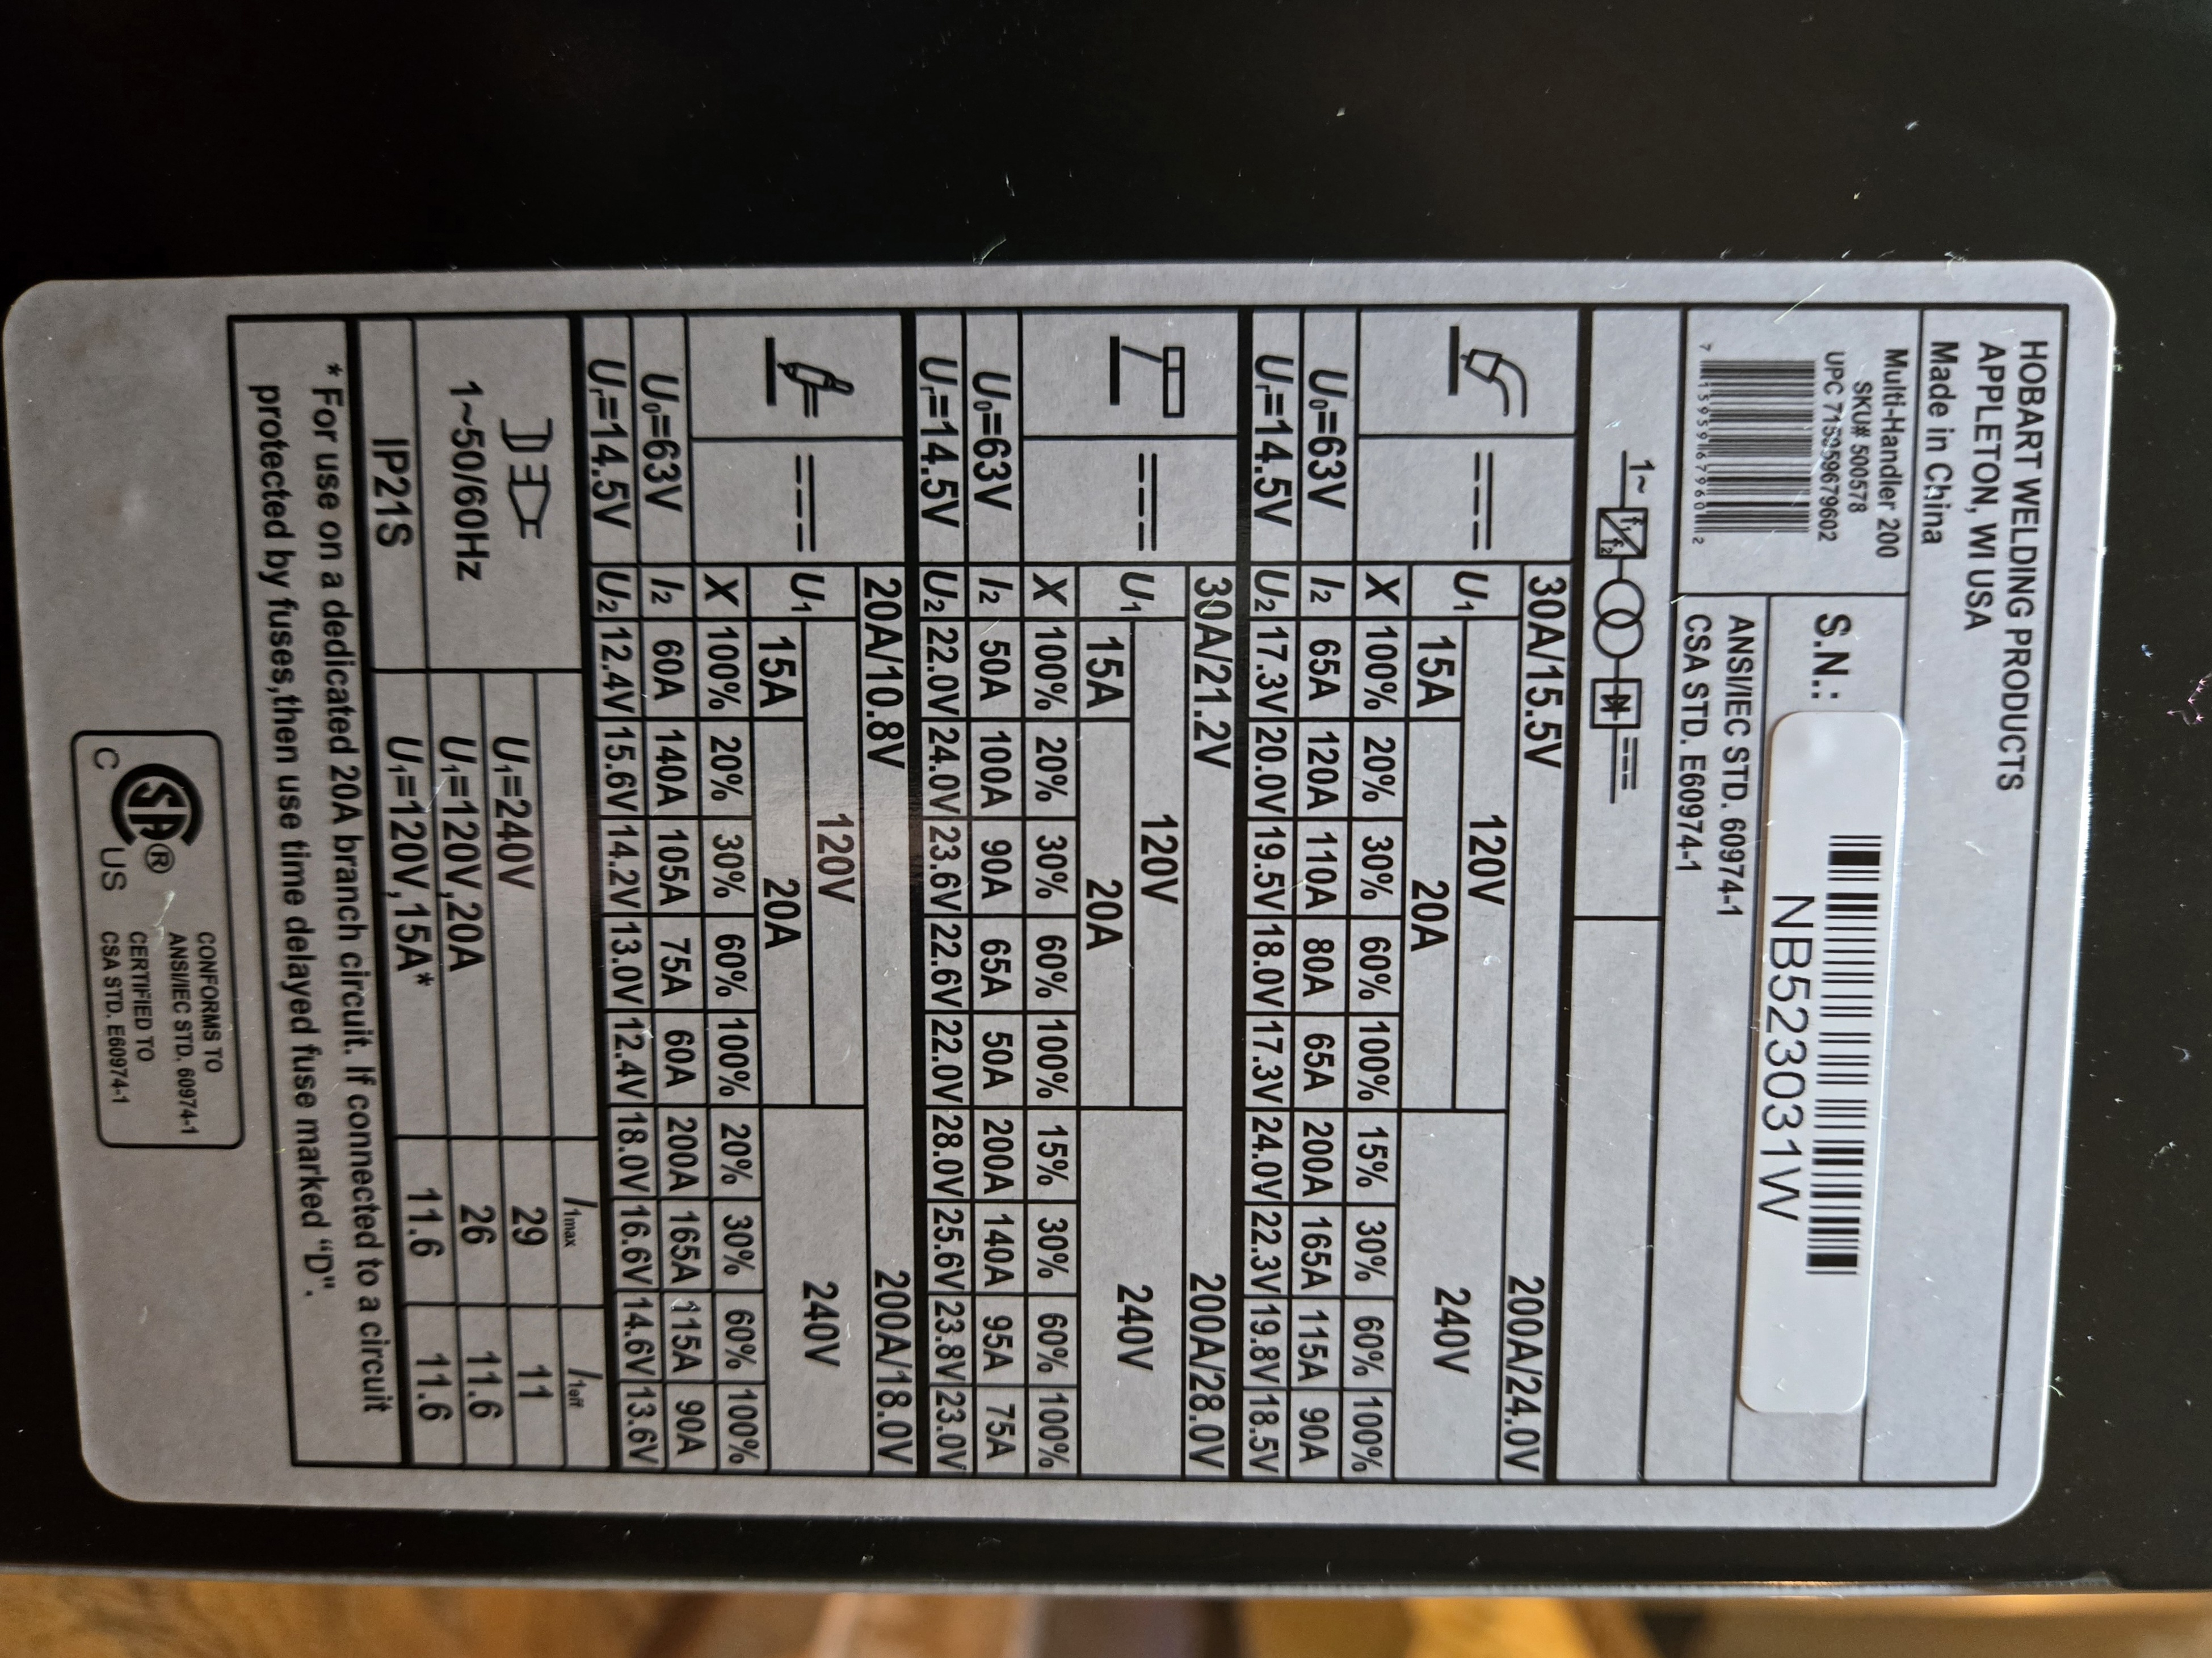 HOBART WELDING PRODUCTS
APPLETON, WI USA
Made in China
Multi-Handler 200
SKU# 500578
UPC 715959679602
7 15959 67960 2
S.N.:
NB523031W
ANSI/IEC STD. 60974-1
CSA STD. E60974-1
1~ f1 f2
30A/15.5V 200A/24.0V
U1 120V 240V
15A 20A
X 100% 20% 30% 60% 100% 15% 30% 60% 100%
U0=63V I2 65A 120A 110A 80A 65A 200A 165A 115A 90A
Ur=14.5V U2 17.3V 20.0V 19.5V 18.0V 17.3V 24.0V 22.3V 19.8V 18.5V
30A/21.2V 200A/28.0V
U1 120V 240V
15A 20A
X 100% 20% 30% 60% 100% 15% 30% 60% 100%
U0=63V I2 50A 100A 90A 65A 50A 200A 140A 95A 75A
Ur=14.5V U2 22.0V 24.0V 23.6V 22.6V 22.0V 28.0V 25.6V 23.8V 23.0V
20A/10.8V 200A/18.0V
U1 120V 240V
15A 20A
X 100% 20% 30% 60% 100% 20% 30% 60% 100%
U0=63V I2 60A 140A 105A 75A 60A 200A 165A 115A 90A
Ur=14.5V U2 12.4V 15.6V 14.2V 13.0V 12.4V 18.0V 16.6V 14.6V 13.6V
I1max I1eff
U1=240V 29 11
1~50/60Hz U1=120V,20A 26 11.6
IP21S U1=120V,15A* 11.6 11.6
* For use on a dedicated 20A branch circuit. If connected to a circuit
protected by fuses,then use time delayed fuse marked "D".
C SA® US
CONFORMS TO
ANSI/IEC STD. 60974-1
CERTIFIED TO
CSA STD. E60974-1